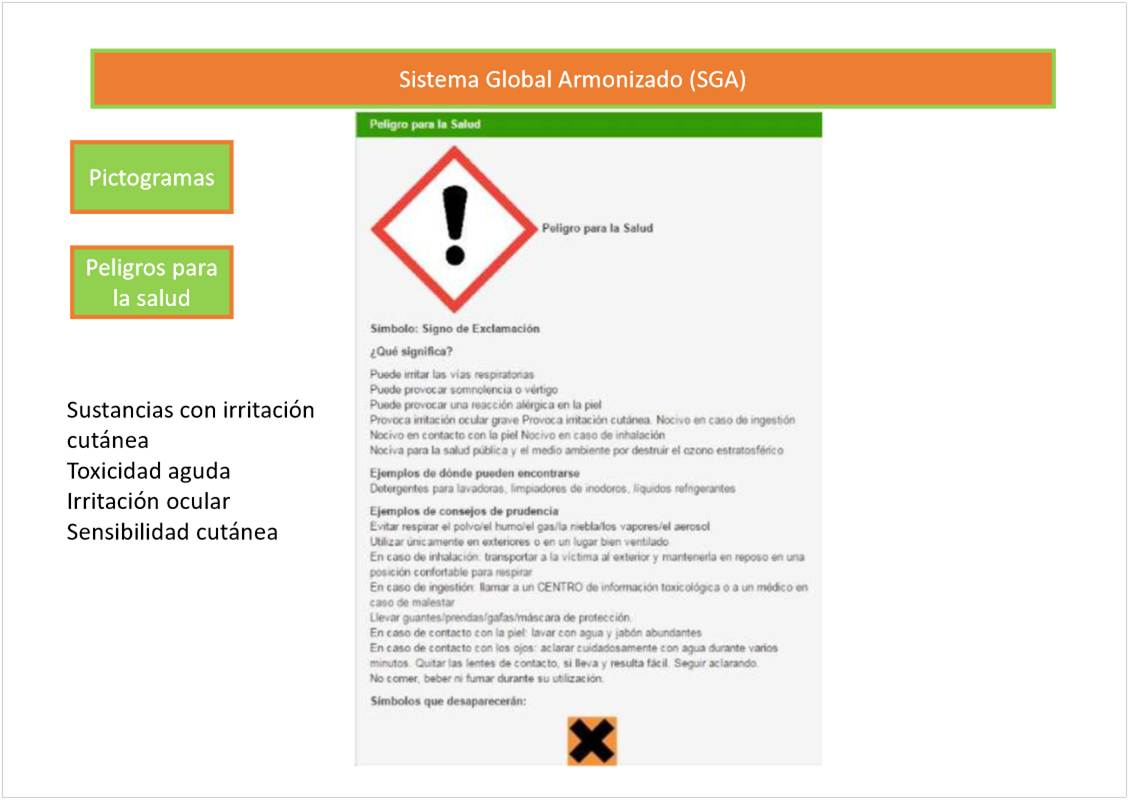 Sistema Global Armonizado (SGA)
Pictogramas
Peligros para
la salud
Sustancias con irritación
cutánea
Toxicidad aguda
Irritación ocular
Sensibilidad cutánea
Peligro para la Salud
Peligro para la Salud
Símbolo: Signo de Exclamación
¿Qué significa?
Puede irritar las vías respiratorias
Puede provocar somnolencia o vértigo
Puede provocar una reacción alérgica en la piel
Provoca irritación ocular grave Provoca irritación cutánea. Nocivo en caso de ingestión
Nocivo en contacto con la piel Nocivo en caso de inhalación
Nociva para la salud pública y el medio ambiente por destruir el ozono estratosférico
Ejemplos de dónde pueden encontrarse
Detergentes para lavadoras, limpiadores de inodoros, líquidos refrigerantes
Ejemplos de consejos de prudencia
Evitar respirar el polvo/el humo/el gas/la niebla/los vapores/el aerosol
Utilizar únicamente en exteriores o en un lugar bien ventilado
En caso de inhalación: transportar a la víctima al exterior y mantenerla en reposo en una
posición confortable para respirar
En caso de ingestión: llamar a un CENTRO de información toxicológica o a un médico en
caso de malestar
Llevar guantes/prendas/gafas/máscara de protección.
En caso de contacto con la piel: lavar con agua y jabón abundantes
En caso de contacto con los ojos: aclarar cuidadosamente con agua durante varios
minutos. Quitar las lentes de contacto, si lleva y resulta fácil. Seguir aclarando.
No comer, beber ni fumar durante su utilización.
Símbolos que desaparecerán: